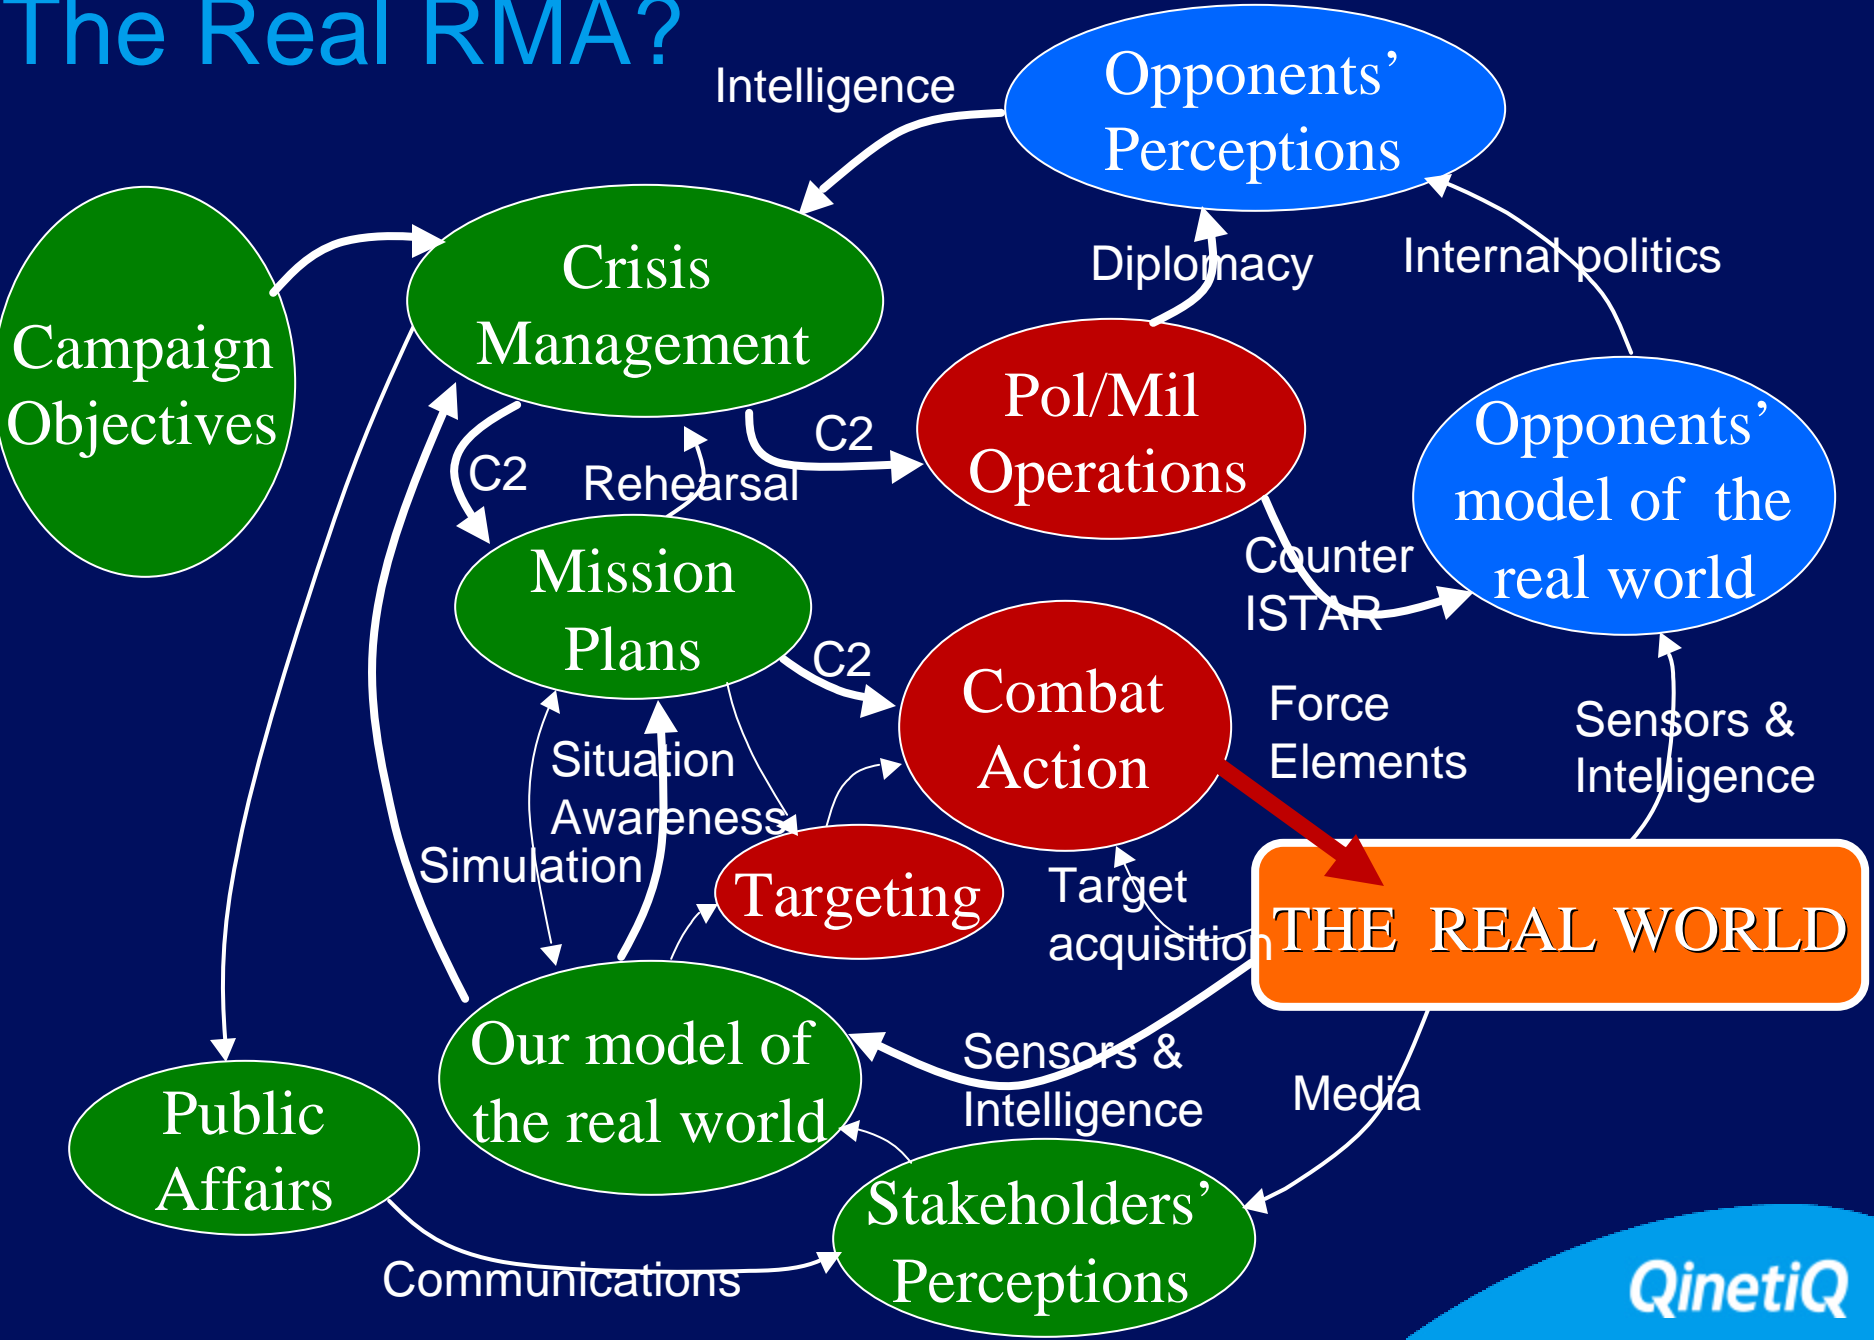 The Real RMA?
Intelligence
Opponents’
Perceptions
Crisis
Management
Diplomacy
Internal politics
Campaign
Objectives
Pol/Mil
Operations
C2
C2
Rehearsal
Opponents’
model of the
real world
Mission
Plans
Counter
ISTAR
C2
Combat
Action
Force
Elements
Sensors &
Intelligence
Situation
Awareness
Simulation
Targeting
Target
acquisition
THE REAL WORLD
Our model of
the real world
Sensors &
Intelligence
Media
Public
Affairs
Stakeholders’
Perceptions
Communications
QinetiQ